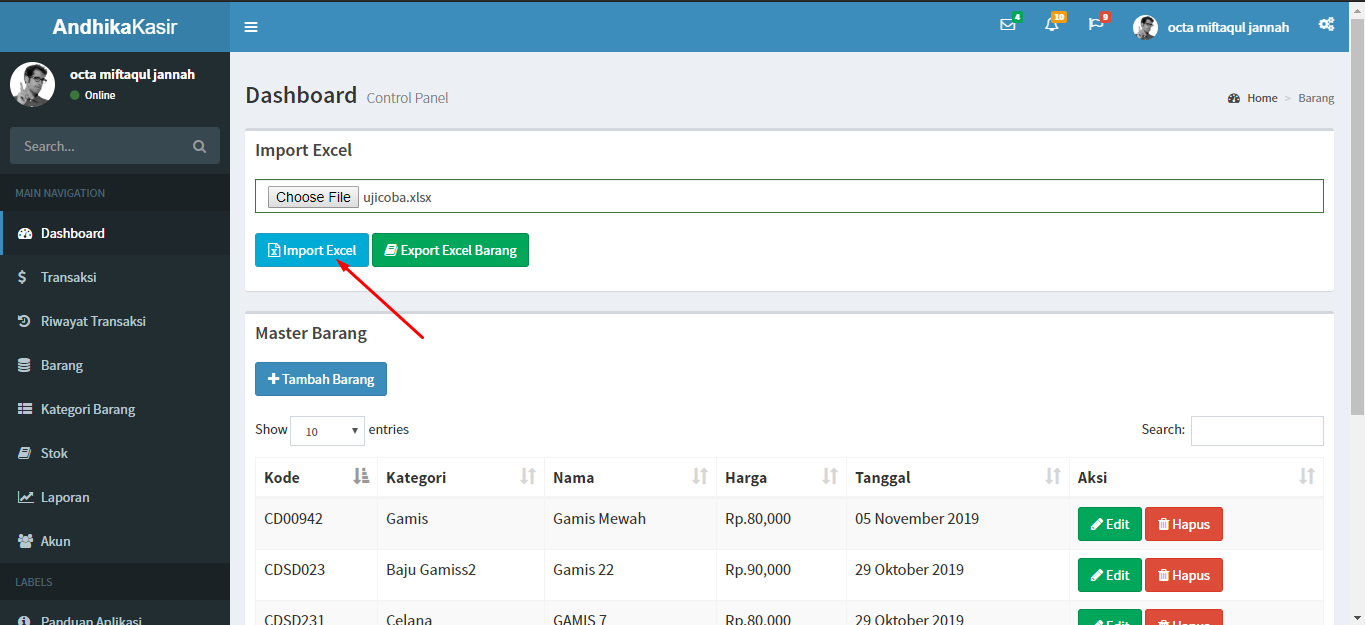 AndhikaKasir
4 10 9 octa miftaqul jannah
octa miftaqul jannah
Online
Search...
MAIN NAVIGATION
Dashboard
Transaksi
Riwayat Transaksi
Barang
Kategori Barang
Stok
Laporan
Akun
LABELS
Panduan Aplikasi
Dashboard Control Panel
Home > Barang
Import Excel
Choose File ujicoba.xlsx
Import Excel Export Excel Barang
Master Barang
Tambah Barang
Show 10 entries Search:
Kode Kategori Nama Harga Tanggal Aksi
CD00942 Gamis Gamis Mewah Rp.80,000 05 November 2019 Edit Hapus
CDSD023 Baju Gamiss2 Gamis 22 Rp.90,000 29 Oktober 2019 Edit Hapus
CDSD231 Celana GAMIS 7 Rp.80,000 29 Oktober 2019 Edit Hapus